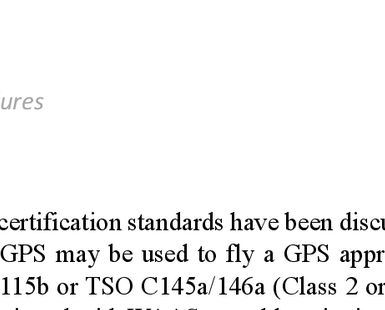 ures
certification standards have been discu
GPS may be used to fly a GPS appr
115b or TSO C145a/146a (Class 2 or